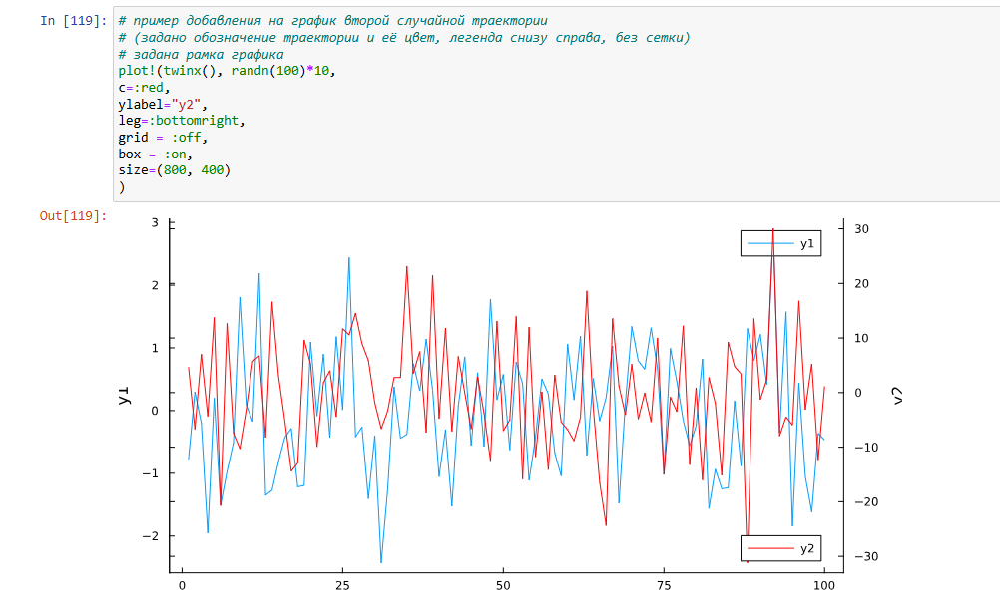 In [119]: # пример добавления на график второй случайной траектории
# (задано обозначение траектории и её цвет, легенда снизу справа, без сетки)
# задана рамка графика
plot!(twinx(), randn(100)*10,
c=:red,
ylabel="y2",
leg=:bottomright,
grid = :off,
box = :on,
size=(800, 400)
)
Out[119]:
3
2
1
0
−1
−2
y1
30
20
10
0
−10
−20
−30
y2
y1
y2
0 25 50 75 100